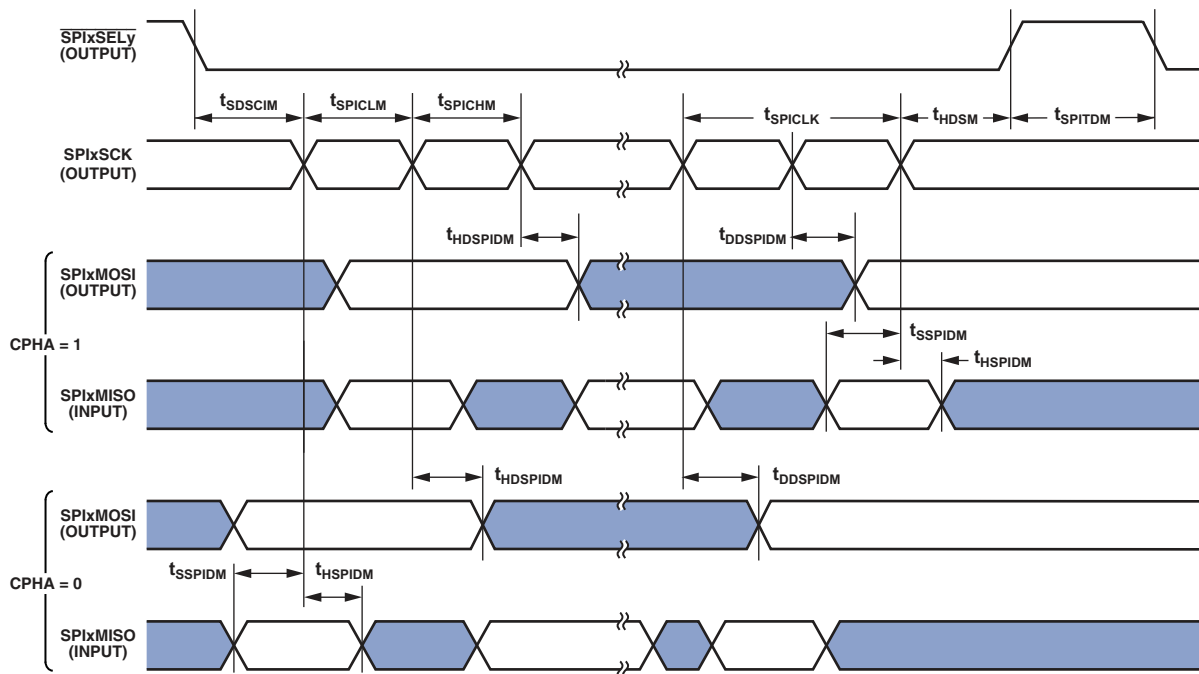 SPIxSELy
(OUTPUT)
tSDSCIM
tSPICLM
tSPICHM
tSPICLK
tHDSM
tSPITDM
SPIxSCK
(OUTPUT)
tHDSPIDM
tDDSPIDM
SPIxMOSI
(OUTPUT)
tSSPIDM
CPHA = 1
tHSPIDM
SPIxMISO
(INPUT)
tHDSPIDM
tDDSPIDM
SPIxMOSI
(OUTPUT)
tSSPIDM
tHSPIDM
CPHA = 0
SPIxMISO
(INPUT)